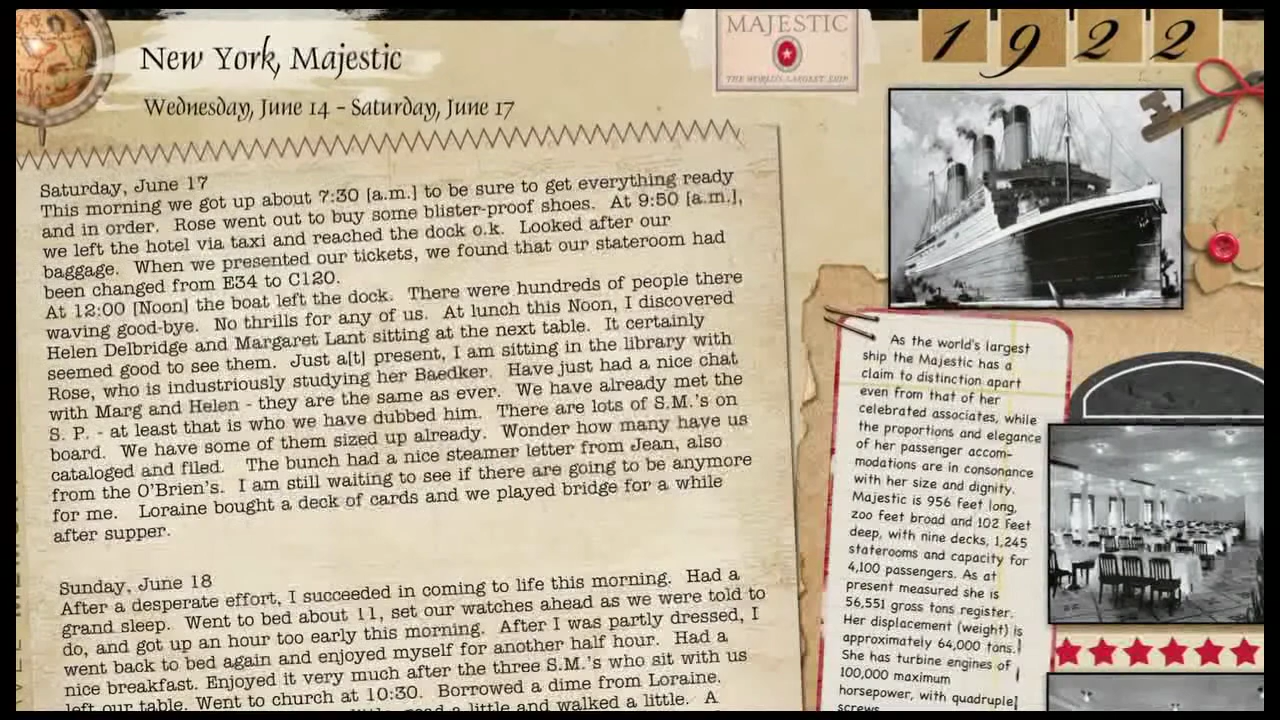 New York, Majestic
Wednesday, June 14 - Saturday, June 17
MAJESTIC
THE WORLD'S LARGEST SHIP
1922
Saturday, June 17
This morning we got up about 7:30 [a.m.] to be sure to get everything ready
and in order. Rose went out to buy some blister-proof shoes. At 9:50 [a.m.],
we left the hotel via taxi and reached the dock o.k. Looked after our
baggage. When we presented our tickets, we found that our stateroom had
been changed from E34 to C120.
At 12:00 [Noon] the boat left the dock. There were hundreds of people there
waving good-bye. No thrills for any of us. At lunch this Noon, I discovered
Helen Delbridge and Margaret Lant sitting at the next table. It certainly
seemed good to see them. Just a[t] present, I am sitting in the library with
Rose, who is industriously studying her Baedker. Have just had a nice chat
with Marg and Helen - they are the same as ever. We have already met the
S. P. - at least that is who we have dubbed him. There are lots of S.M.'s on
board. We have some of them sized up already. Wonder how many have us
cataloged and filed. The bunch had a nice steamer letter from Jean, also
from the O'Brien's. I am still waiting to see if there are going to be anymore
for me. Loraine bought a deck of cards and we played bridge for a while
after supper.
Sunday, June 18
After a desperate effort, I succeeded in coming to life this morning. Had a
grand sleep. Went to bed about 11, set our watches ahead as we were told to
do, and got up an hour too early this morning. After I was partly dressed, I
went back to bed again and enjoyed myself for another half hour. Had a
nice breakfast. Enjoyed it very much after the three S.M.'s who sit with us
left our table. Went to church at 10:30. Borrowed a dime from Loraine.
a little and walked a little. A
As the world's largest
ship the Majestic has a
claim to distinction apart
even from that of her
celebrated associates, while
the proportions and elegance
of her passenger accom-
modations are in consonance
with her size and dignity.
Majestic is 956 feet long,
zoo feet broad and 102 feet
deep, with nine decks, 1,245
staterooms and capacity for
4,100 passengers. As at
present measured she is
56,551 gross tons register.
Her displacement (weight) is
approximately 64,000 tons.
She has turbine engines of
100,000 maximum
horsepower, with quadruple
screws